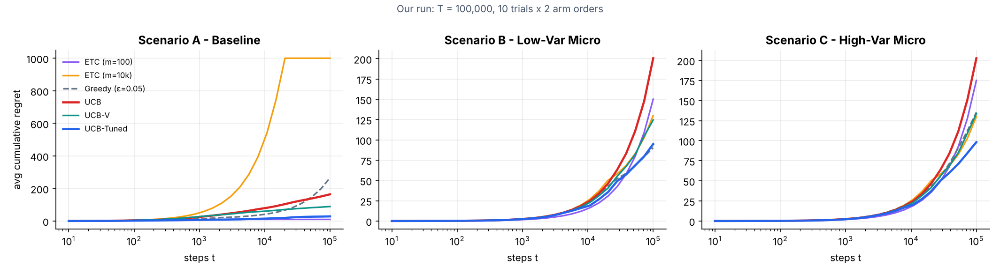 Our run: T = 100,000, 10 trials x 2 arm orders
Scenario A - Baseline
avg cumulative regret
1000
800
600
400
200
0
ETC (m=100)
ETC (m=10k)
Greedy (ε=0.05)
UCB
UCB-V
UCB-Tuned
10¹ 10² 10³ 10⁴ 10⁵
steps t
Scenario B - Low-Var Micro
200
175
150
125
100
75
50
25
0
10¹ 10² 10³ 10⁴ 10⁵
steps t
Scenario C - High-Var Micro
200
175
150
125
100
75
50
25
0
10¹ 10² 10³ 10⁴ 10⁵
steps t